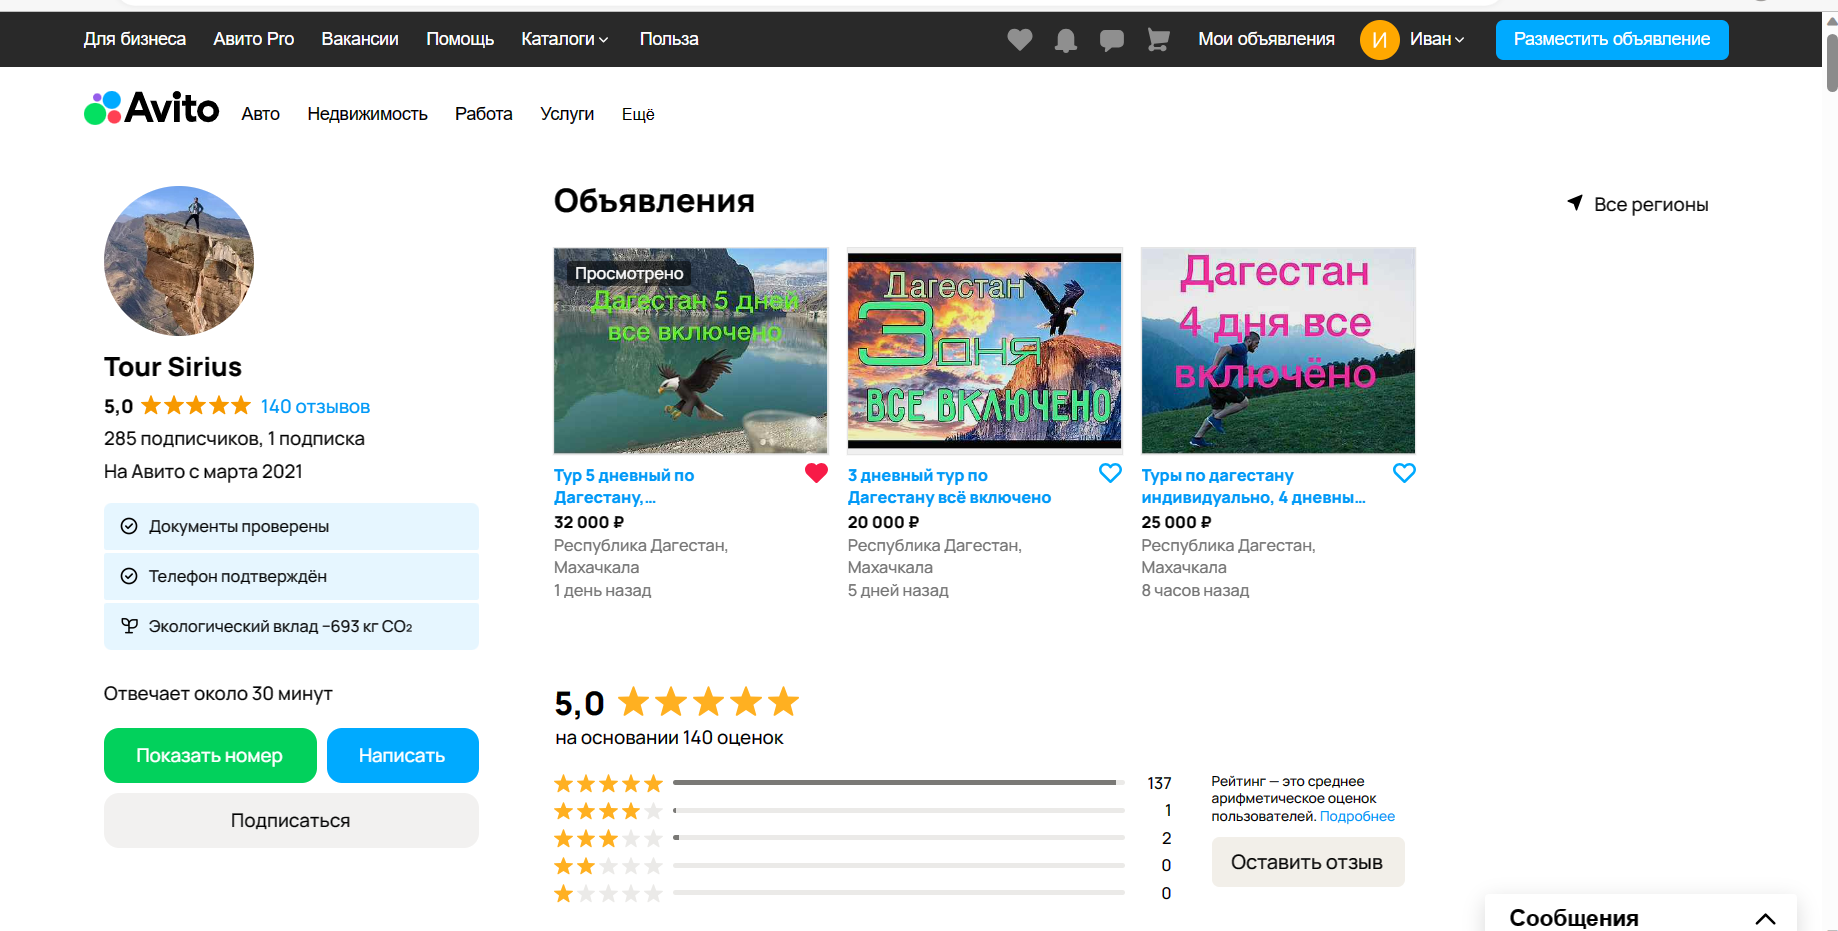 Для бизнеса Авито Pro Вакансии Помощь Каталоги Польза Мои объявления И Иван Разместить объявление
Avito Авто Недвижимость Работа Услуги Ещё
Tour Sirius
5,0 140 отзывов
285 подписчиков, 1 подписка
На Авито с марта 2021
Документы проверены
Телефон подтверждён
Экологический вклад −693 кг CO₂
Отвечает около 30 минут
Показать номер Написать
Подписаться
Объявления
Все регионы
Просмотрено
Дагестан 5 дней
все включено
Тур 5 дневный по
Дагестану,...
32 000 ₽
Республика Дагестан,
Махачкала
1 день назад
Дагестан
3 дня
ВСЕ ВКЛЮЧЕНО
3 дневный тур по
Дагестану всё включено
20 000 ₽
Республика Дагестан,
Махачкала
5 дней назад
Дагестан
4 дня все
включёно
Туры по дагестану
индивидуально, 4 дневны...
25 000 ₽
Республика Дагестан,
Махачкала
8 часов назад
5,0
на основании 140 оценок
137
1
2
0
0
Рейтинг — это среднее
арифметическое оценок
пользователей. Подробнее
Оставить отзыв
Сообщения